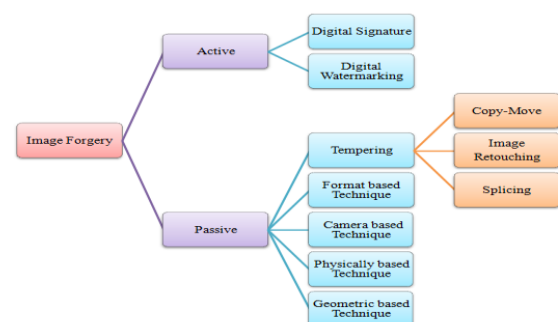 Image Forgery
Active
Digital Signature
Digital
Watermarking
Passive
Tempering
Copy-Move
Image
Retouching
Splicing
Format based
Technique
Camera based
Technique
Physically based
Technique
Geometric based
Technique